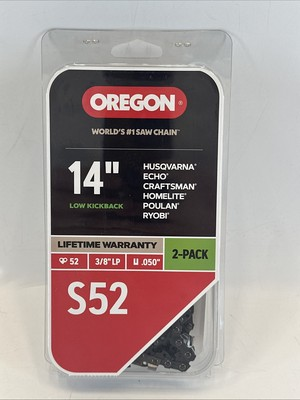 OREGON®
WORLD'S #1 SAW CHAIN™
14"
LOW KICKBACK
HUSQVARNA®
ECHO®
CRAFTSMAN®
HOMELITE®
POULAN®
RYOBI®
LIFETIME WARRANTY
52
3/8" LP
.050"
2-PACK
S52